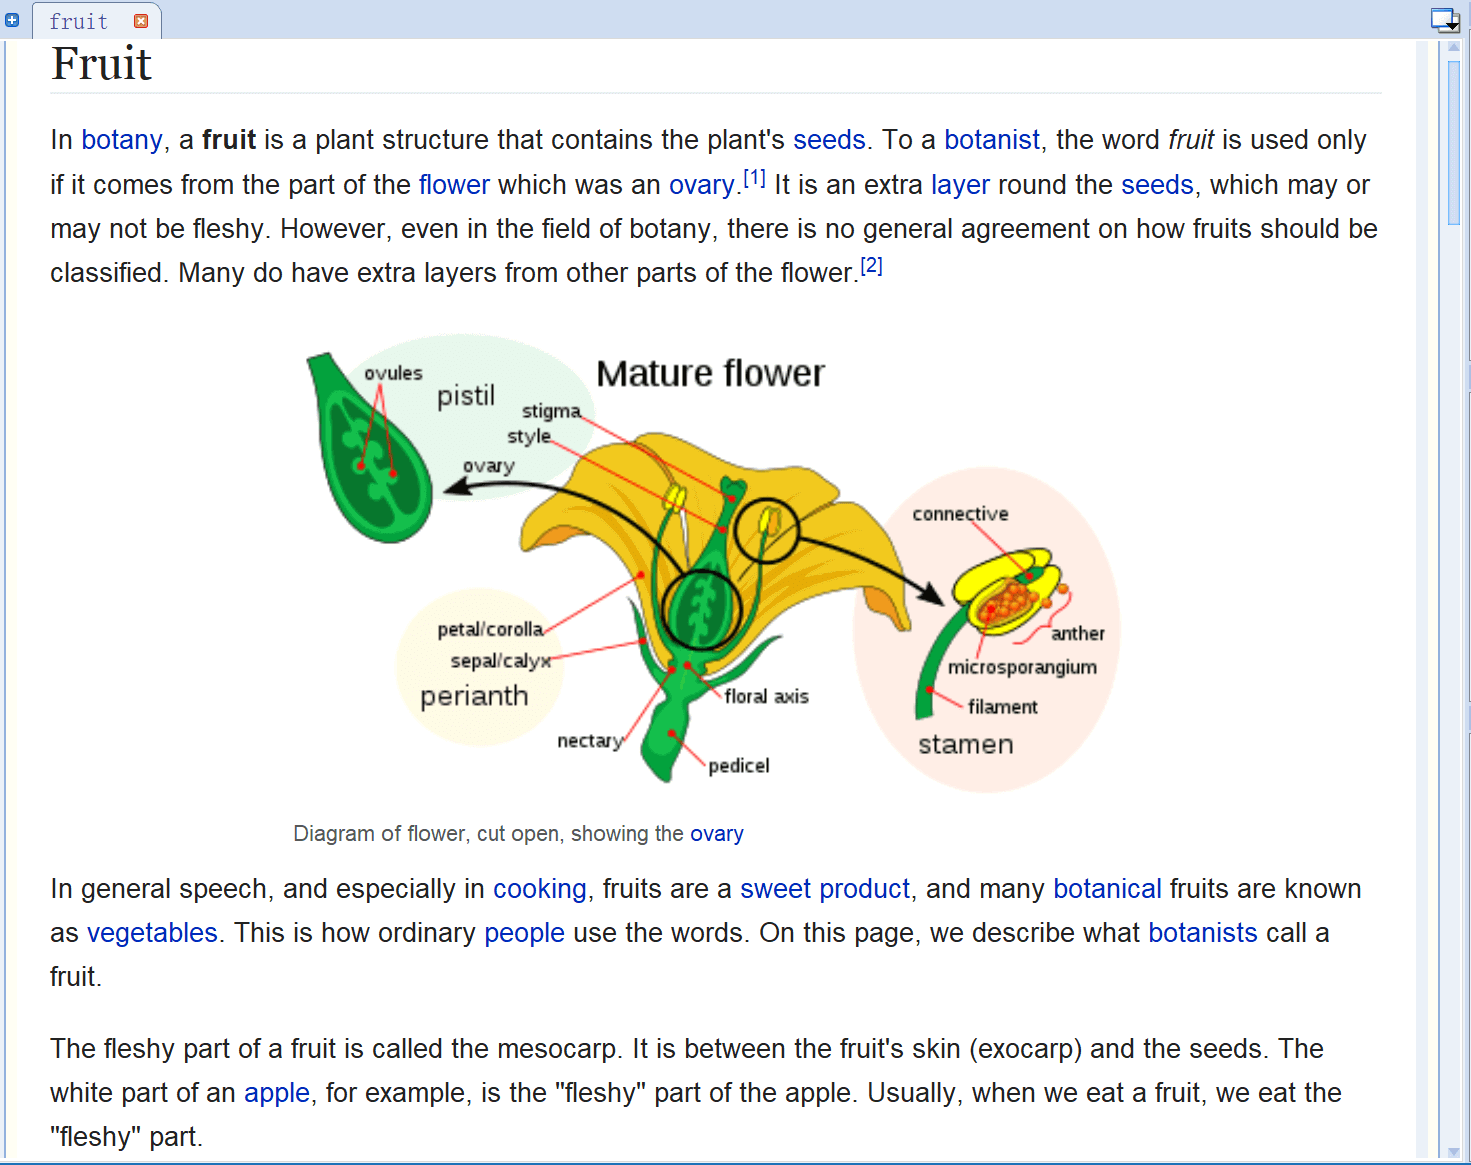 fruit
Fruit
In botany, a fruit is a plant structure that contains the plant's seeds. To a botanist, the word fruit is used only
if it comes from the part of the flower which was an ovary.[1] It is an extra layer round the seeds, which may or
may not be fleshy. However, even in the field of botany, there is no general agreement on how fruits should be
classified. Many do have extra layers from other parts of the flower.[2]
Mature flower
ovules
pistil
stigma
style
ovary
connective
petal/corolla
anther
sepal/calyx
microsporangium
perianth
floral axis
filament
nectary
stamen
pedicel
Diagram of flower, cut open, showing the ovary
In general speech, and especially in cooking, fruits are a sweet product, and many botanical fruits are known
as vegetables. This is how ordinary people use the words. On this page, we describe what botanists call a
fruit.
The fleshy part of a fruit is called the mesocarp. It is between the fruit's skin (exocarp) and the seeds. The
white part of an apple, for example, is the "fleshy" part of the apple. Usually, when we eat a fruit, we eat the
"fleshy" part.